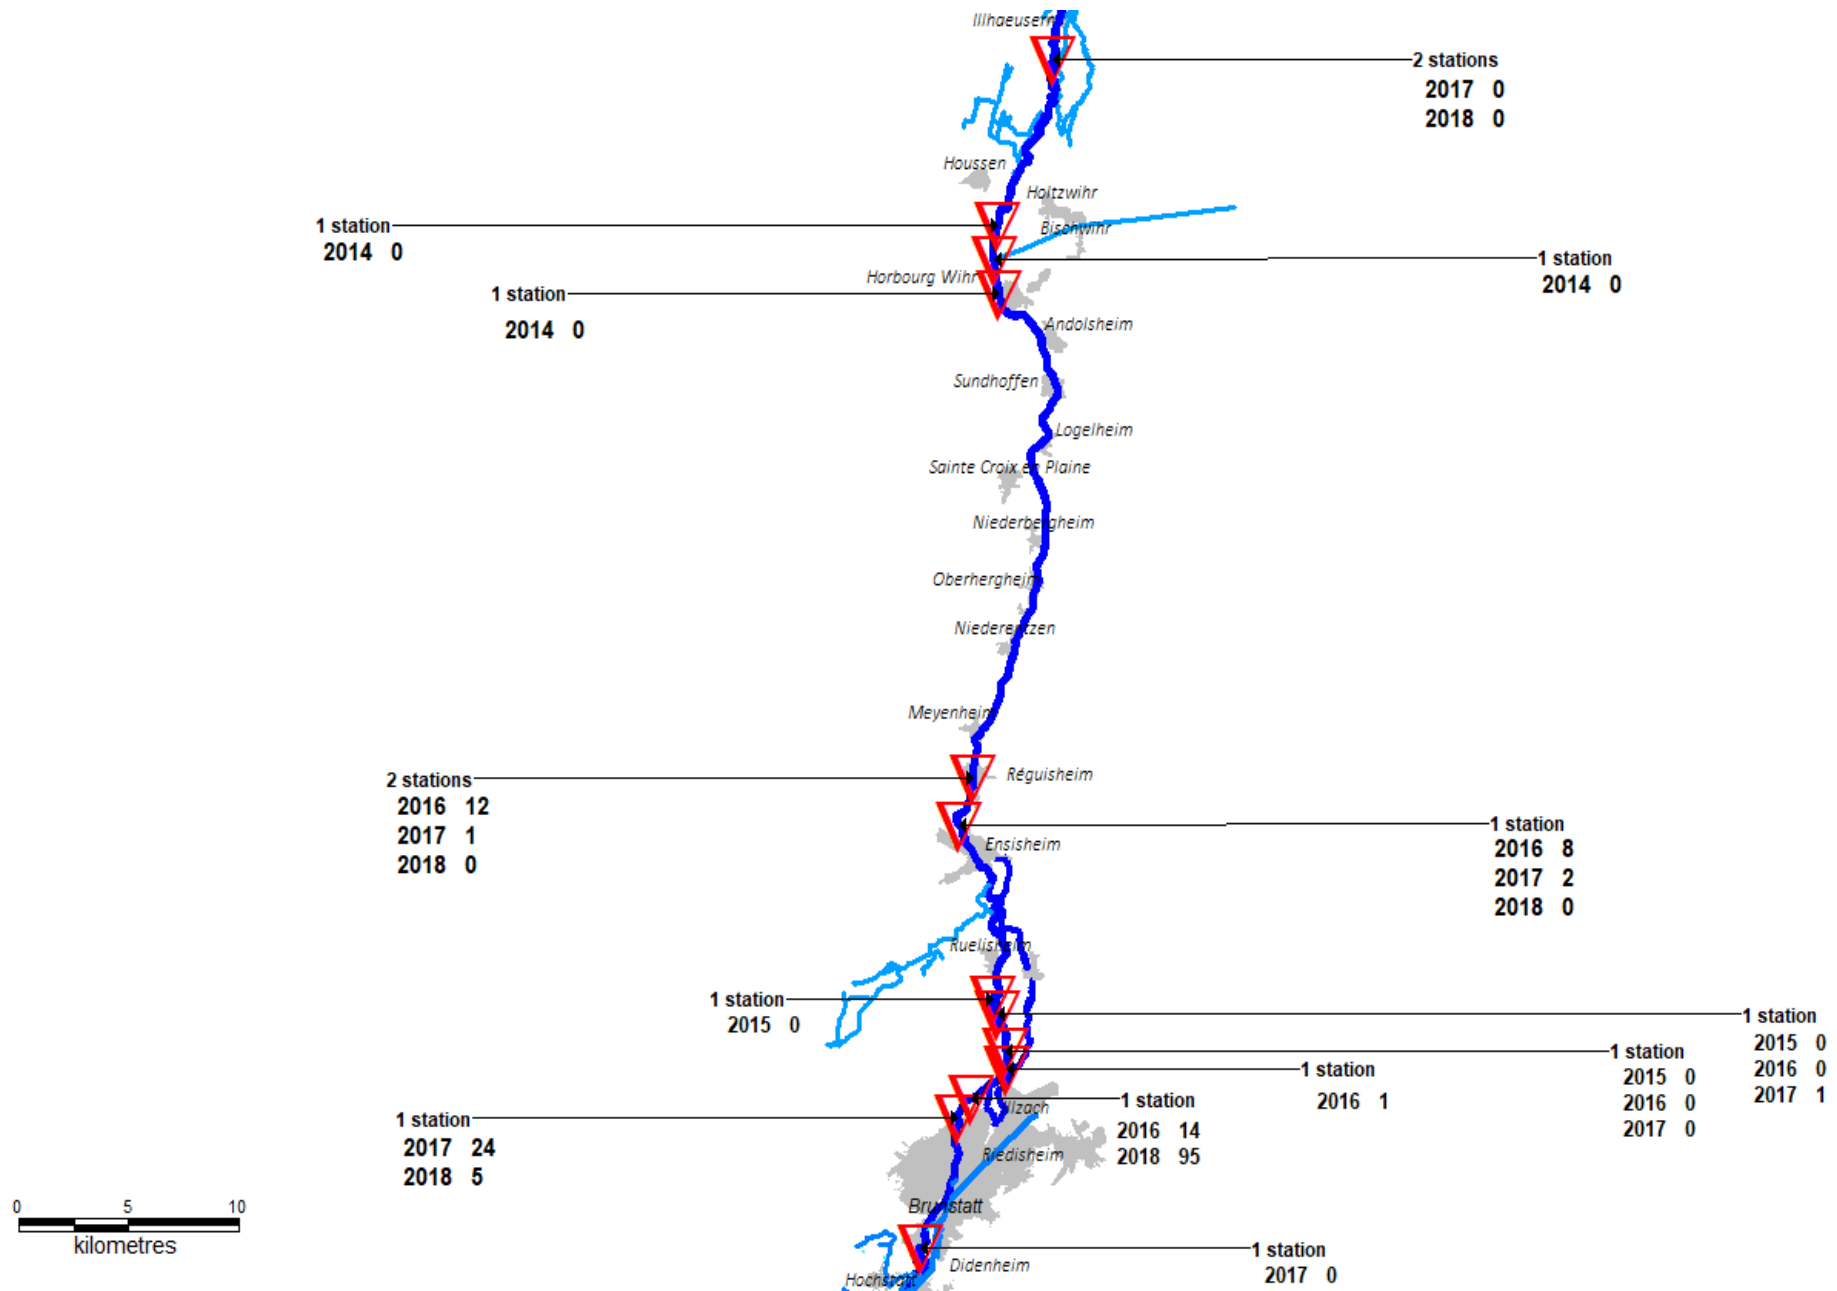 Illhaeusern
2 stations
2017 0
2018 0
Houssen
Holtzwihr
1 station
2014 0
Bischwihr
1 station
2014 0
Horbourg Wihr
1 station
2014 0
Andolsheim
Sundhoffen
Logelheim
Sainte Croix en Plaine
Niederbergheim
Oberhergheim
Niederentzen
Meyenheim
Réguisheim
2 stations
2016 12
2017 1
2018 0
1 station
2016 8
2017 2
2018 0
Ensisheim
Ruelisheim
1 station
2015 0
1 station
2015 0
2016 0
2017 1
1 station
2015 0
2016 0
2017 0
1 station
2016 1
1 station
2016 14
2018 95
Illzach
1 station
2017 24
2018 5
Riedisheim
Brunstatt
0 5 10
kilometres
1 station
2017 0
Didenheim
Hochstatt